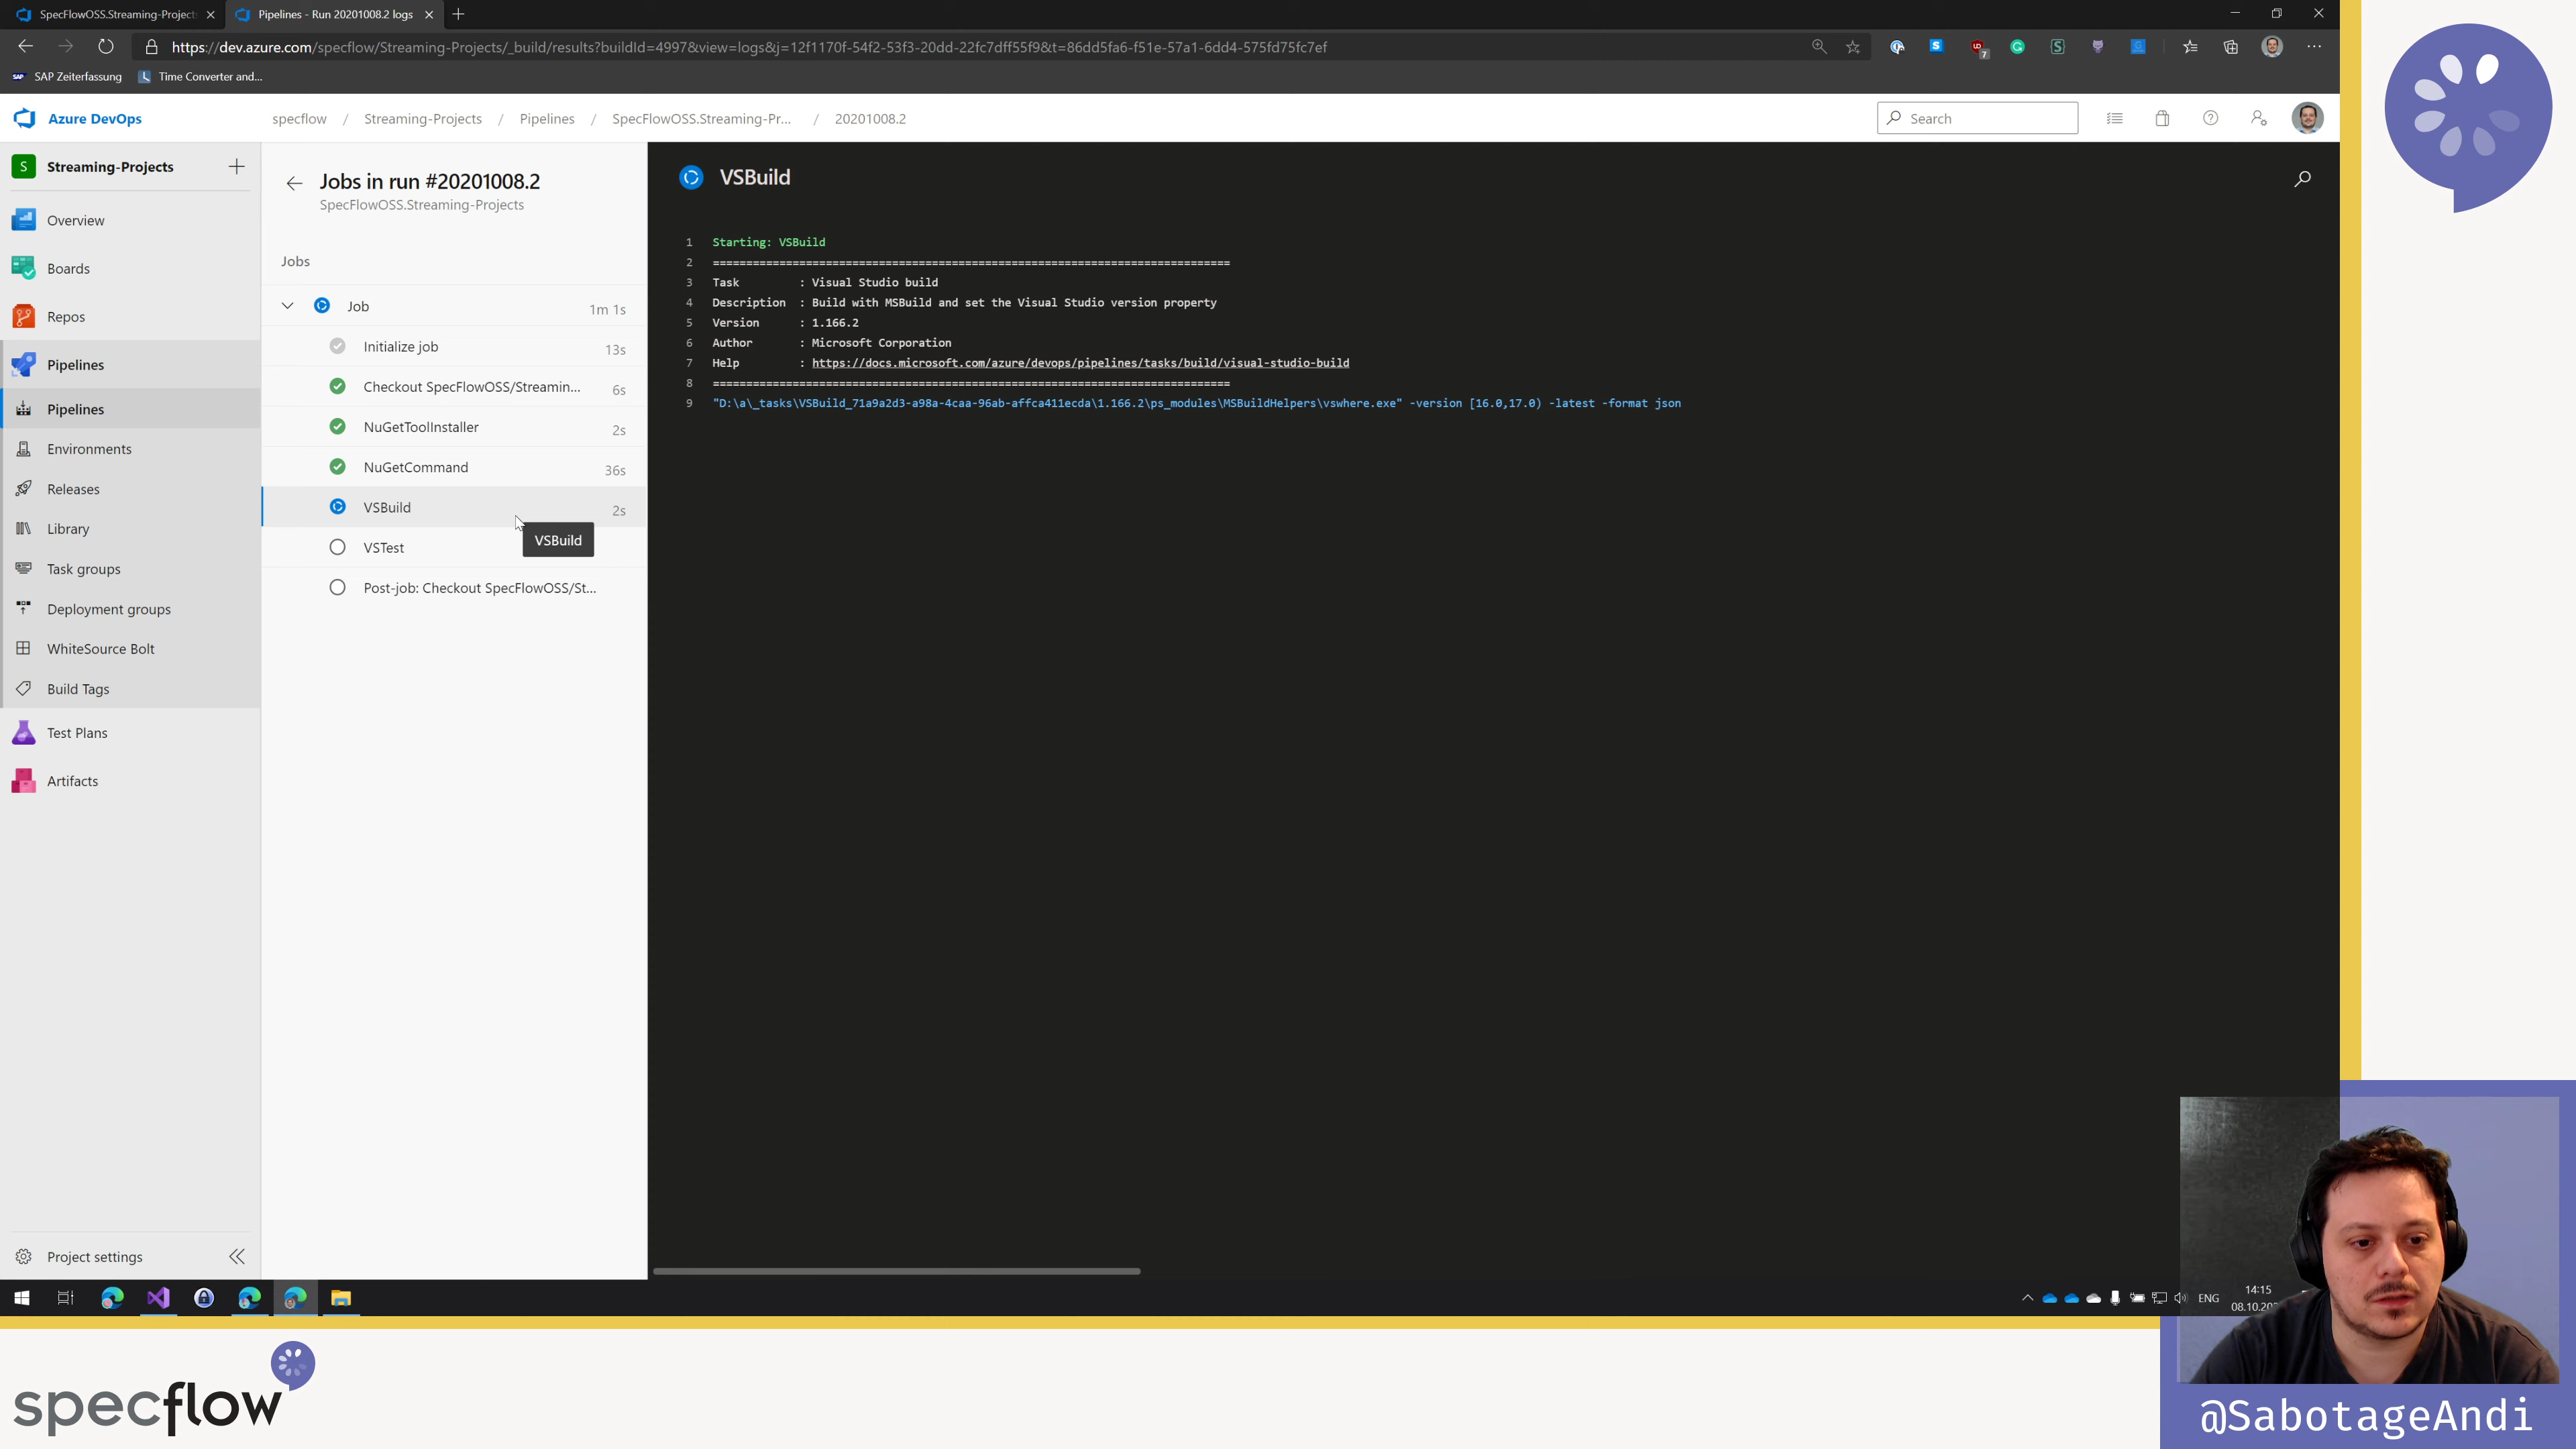 SpecFlowOSS.Streaming-Projects
Pipelines - Run 20201008.2 logs
https://dev.azure.com/specflow/Streaming-Projects/_build/results?buildId=4997&view=logs&j=12f1170f-54f2-53f3-20dd-22fc7dff55f9&t=86dd5fa6-f51e-57a1-6dd4-575fd75fc7ef
7
SAP Zeiterfassung
Time Converter and...
Azure DevOps
specflow / Streaming-Projects / Pipelines / SpecFlowOSS.Streaming-Pr... / 20201008.2
Search
S Streaming-Projects
Overview
Boards
Repos
Pipelines
Pipelines
Environments
Releases
Library
Task groups
Deployment groups
WhiteSource Bolt
Build Tags
Test Plans
Artifacts
Project settings
Jobs in run #20201008.2
SpecFlowOSS.Streaming-Projects
Jobs
Job 1m 1s
Initialize job 13s
Checkout SpecFlowOSS/Streamin... 6s
NuGetToolInstaller 2s
NuGetCommand 36s
VSBuild 2s
VSBuild
VSTest
Post-job: Checkout SpecFlowOSS/St...
VSBuild
1 Starting: VSBuild
2 ==============================================================================
3 Task : Visual Studio build
4 Description : Build with MSBuild and set the Visual Studio version property
5 Version : 1.166.2
6 Author : Microsoft Corporation
7 Help : https://docs.microsoft.com/azure/devops/pipelines/tasks/build/visual-studio-build
8 ==============================================================================
9 "D:\a\_tasks\VSBuild_71a9a2d3-a98a-4caa-96ab-affca411ecda\1.166.2\ps_modules\MSBuildHelpers\vswhere.exe" -version [16.0,17.0) -latest -format json
ENG
14:15
08.10.20
specflow
@SabotageAndi